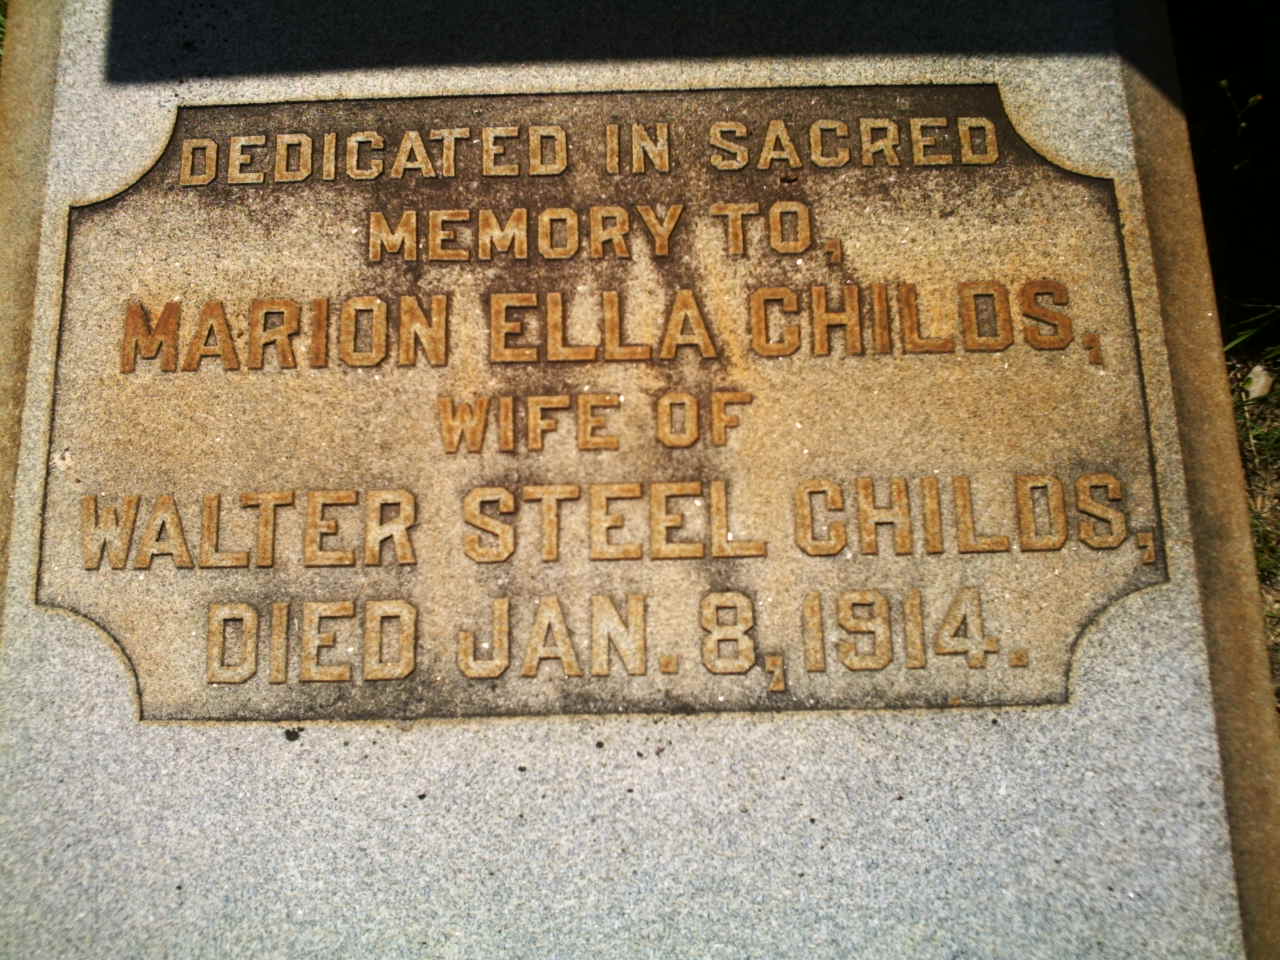 DEDICATED IN SACRED
MEMORY TO,
MARION ELLA CHILDS,
WIFE OF
WALTER STEEL CHILDS,
DIED JAN. 8, 1914.